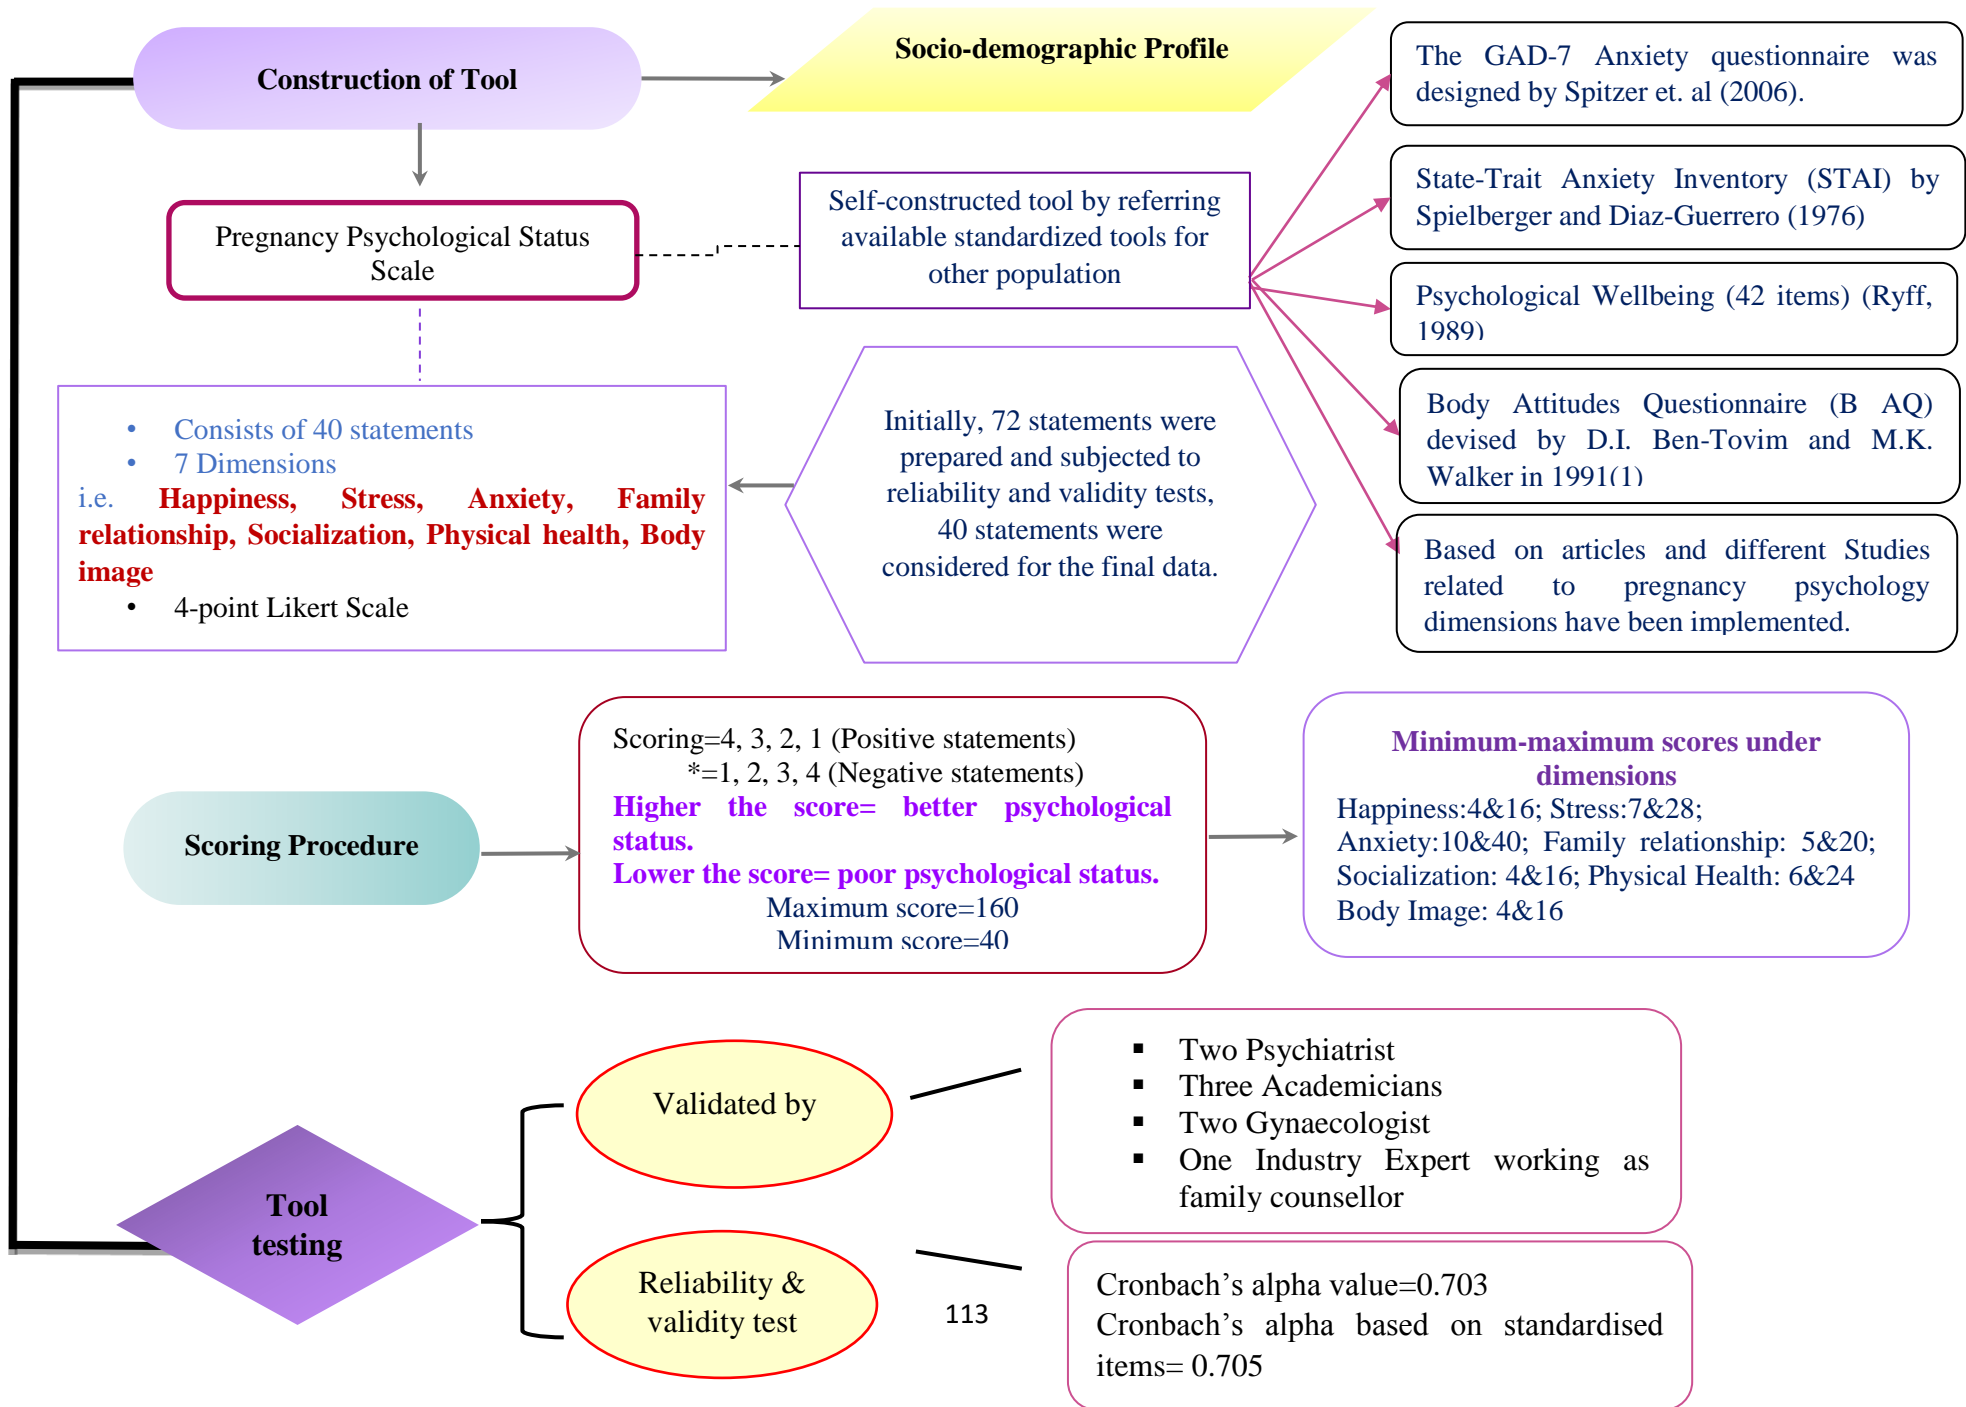 Construction of Tool
Socio-demographic Profile
The GAD-7 Anxiety questionnaire was
designed by Spitzer et. al (2006).
State-Trait Anxiety Inventory (STAI) by
Spielberger and Diaz-Guerrero (1976)
Psychological Wellbeing (42 items) (Ryff,
1989)
Body Attitudes Questionnaire (B AQ)
devised by D.I. Ben-Tovim and M.K.
Walker in 1991(1)
Based on articles and different Studies
related to pregnancy psychology
dimensions have been implemented.
Pregnancy Psychological Status
Scale
Self-constructed tool by referring
available standardized tools for
other population
• Consists of 40 statements
• 7 Dimensions
i.e. Happiness, Stress, Anxiety, Family
relationship, Socialization, Physical health, Body
image
• 4-point Likert Scale
Initially, 72 statements were
prepared and subjected to
reliability and validity tests,
40 statements were
considered for the final data.
Scoring Procedure
Scoring=4, 3, 2, 1 (Positive statements)
*=1, 2, 3, 4 (Negative statements)
Higher the score= better psychological
status.
Lower the score= poor psychological status.
Maximum score=160
Minimum score=40
Minimum-maximum scores under
dimensions
Happiness:4&16; Stress:7&28;
Anxiety:10&40; Family relationship: 5&20;
Socialization: 4&16; Physical Health: 6&24
Body Image: 4&16
Tool
testing
Validated by
▪ Two Psychiatrist
▪ Three Academicians
▪ Two Gynaecologist
▪ One Industry Expert working as
family counsellor
Reliability &
validity test
Cronbach’s alpha value=0.703
Cronbach’s alpha based on standardised
items= 0.705
113